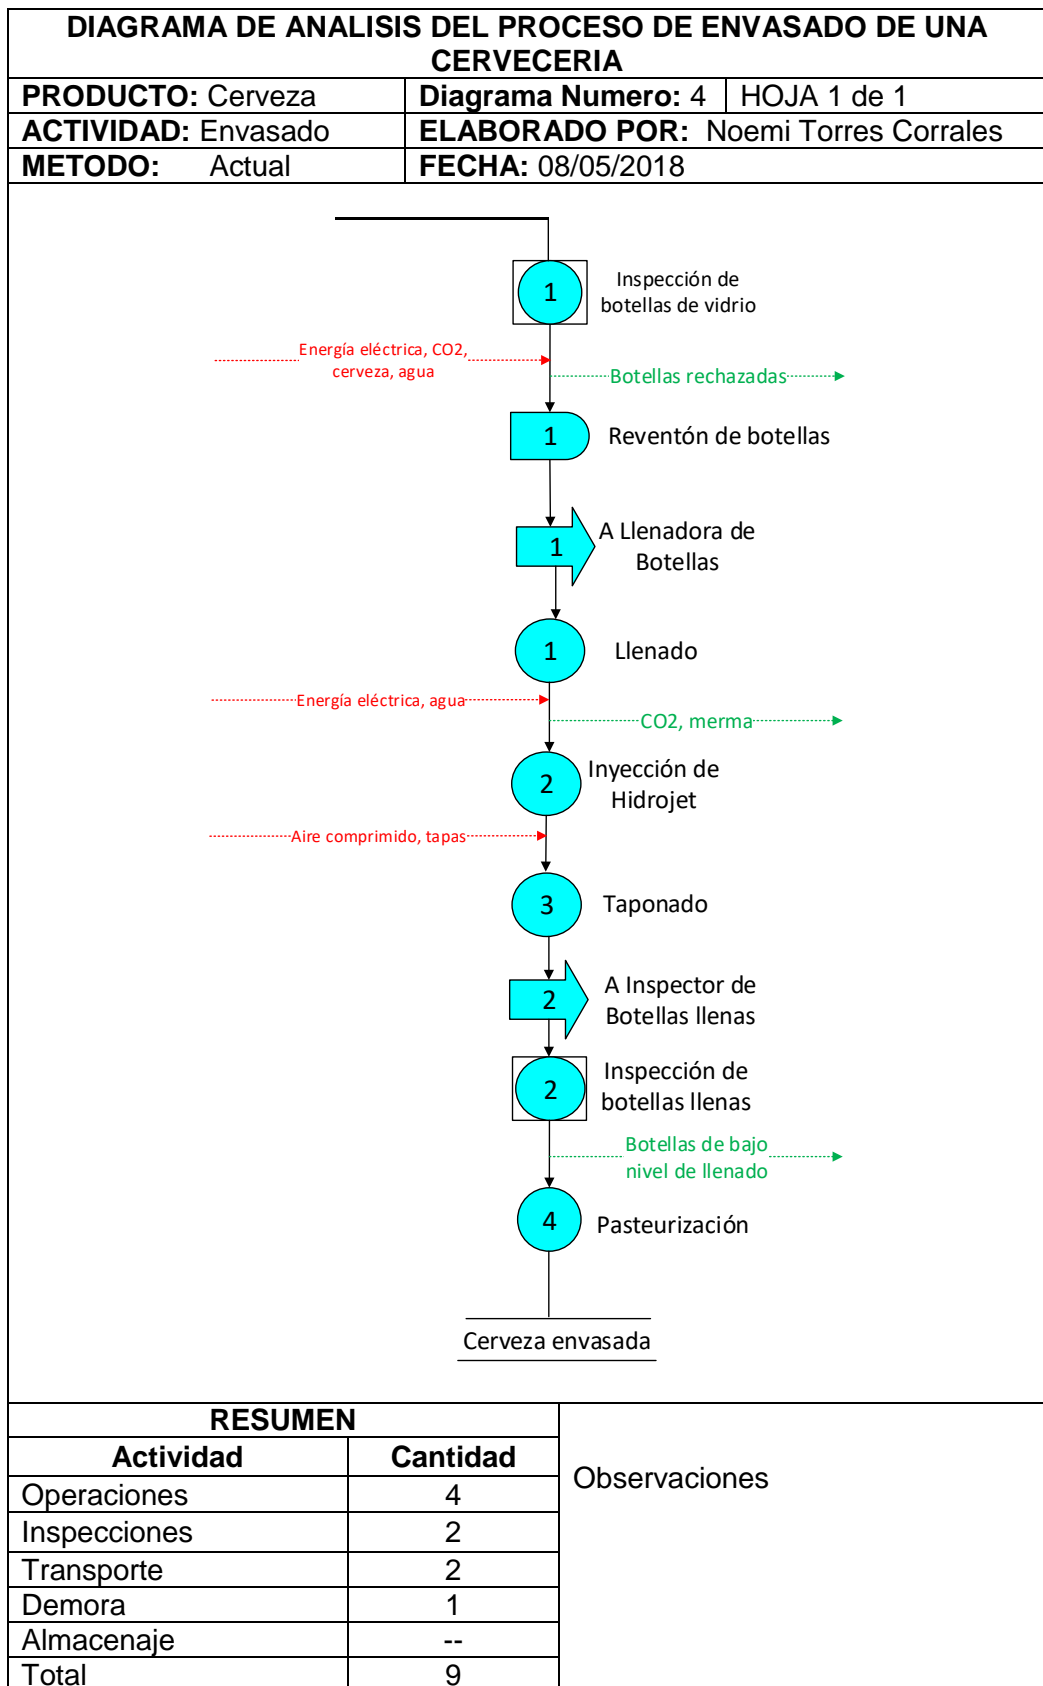 DIAGRAMA DE ANALISIS DEL PROCESO DE ENVASADO DE UNA
CERVECERIA
PRODUCTO: Cerveza
Diagrama Numero: 4
HOJA 1 de 1
ACTIVIDAD: Envasado
ELABORADO POR: Noemi Torres Corrales
METODO: Actual
FECHA: 08/05/2018
1
Inspección de
botellas de vidrio
Energía eléctrica, CO2,
cerveza, agua
Botellas rechazadas
1
Reventón de botellas
1
A Llenadora de
Botellas
1
Llenado
Energía eléctrica, agua
CO2, merma
2
Inyección de
Hidrojet
Aire comprimido, tapas
3
Taponado
2
A Inspector de
Botellas llenas
2
Inspección de
botellas llenas
Botellas de bajo
nivel de llenado
4
Pasteurización
Cerveza envasada
RESUMEN
Actividad
Cantidad
Observaciones
Operaciones 4
Inspecciones 2
Transporte 2
Demora 1
Almacenaje --
Total 9